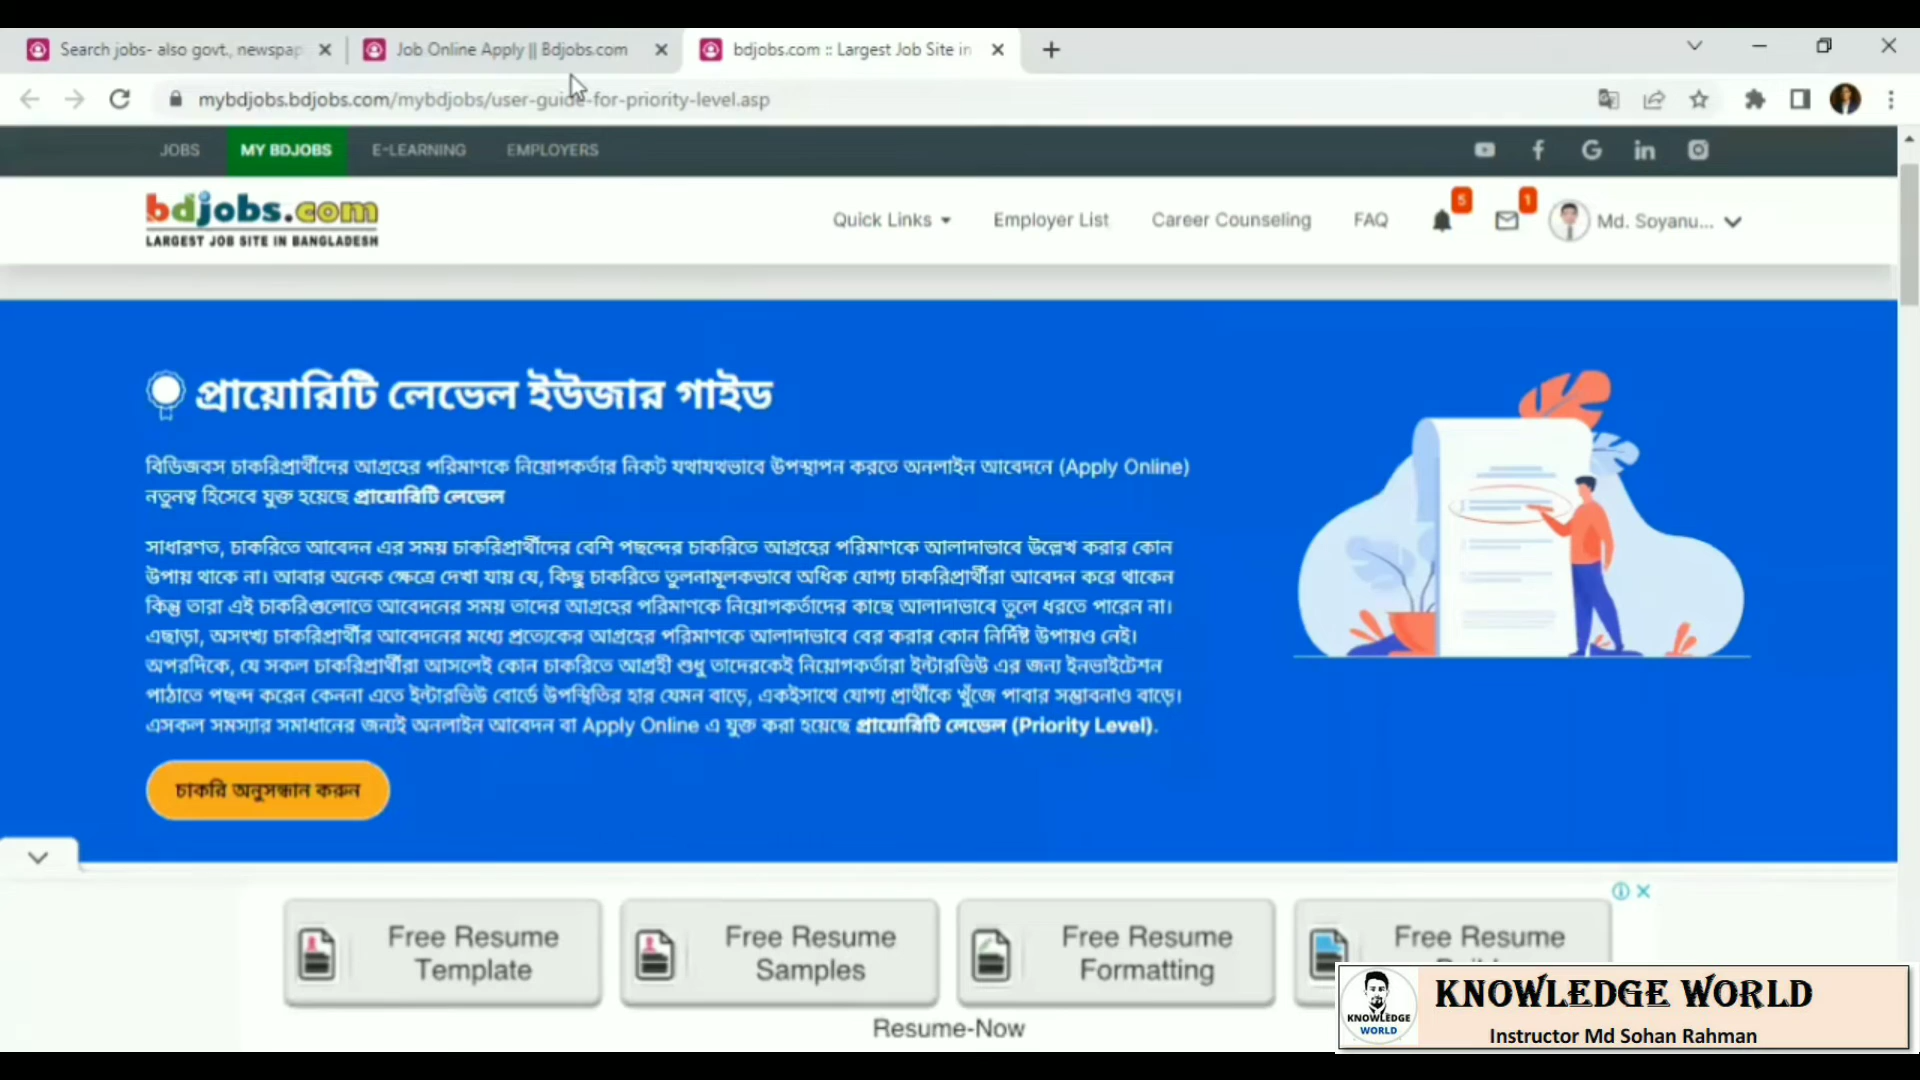 Search jobs- also govt., newspap
Job Online Apply || Bdjobs.com
bdjobs.com :: Largest Job Site in
mybdjobs.bdjobs.com/mybdjobs/user-guide-for-priority-level.asp
JOBS MY BDJOBS E-LEARNING EMPLOYERS
bdjobs.com
LARGEST JOB SITE IN BANGLADESH
Quick Links Employer List Career Counseling FAQ 5 1 Md. Soyanu...
প্রায়োরিটি লেভেল ইউজার গাইড
বিডিজবস চাকরিপ্রার্থীদের আগ্রহের পরিমাণকে নিয়োগকর্তার নিকট যথাযথভাবে উপস্থাপন করতে অনলাইন আবেদনে (Apply Online)
নতুনত্ব হিসেবে যুক্ত হয়েছে প্রায়োরিটি লেভেল
সাধারণত, চাকরিতে আবেদন এর সময় চাকরিপ্রার্থীদের বেশি পছন্দের চাকরিতে আগ্রহের পরিমাণকে আলাদাভাবে উল্লেখ করার কোন
উপায় থাকে না। আবার অনেক ক্ষেত্রে দেখা যায় যে, কিছু চাকরিতে তুলনামূলকভাবে অধিক যোগ্য চাকরিপ্রার্থীরা আবেদন করে থাকেন
কিন্তু তারা এই চাকরিগুলোতে আবেদনের সময় তাদের আগ্রহের পরিমাণকে নিয়োগকর্তাদের কাছে আলাদাভাবে তুলে ধরতে পারেন না।
এছাড়া, অসংখ্য চাকরিপ্রার্থীর আবেদনের মধ্যে প্রত্যেকের আগ্রহের পরিমাণকে আলাদাভাবে বের করার কোন নির্দিষ্ট উপায়ও নেই।
অপরদিকে, যে সকল চাকরিপ্রার্থীরা আসলেই কোন চাকরিতে আগ্রহী শুধু তাদেরকেই নিয়োগকর্তারা ইন্টারভিউ এর জন্য ইনভাইটেশন
পাঠাতে পছন্দ করেন কেননা এতে ইন্টারভিউ বোর্ডে উপস্থিতির হার যেমন বাড়ে, একইসাথে যোগ্য প্রার্থীকে খুঁজে পাবার সম্ভাবনাও বাড়ে।
এসকল সমস্যার সমাধানের জন্যই অনলাইন আবেদন বা Apply Online এ যুক্ত করা হয়েছে প্রায়োরিটি লেভেল (Priority Level).
চাকরি অনুসন্ধান করুন
Free Resume
Template
Free Resume
Samples
Free Resume
Formatting
Free Resume
Resume-Now
KNOWLEDGE
WORLD
KNOWLEDGE WORLD
Instructor Md Sohan Rahman